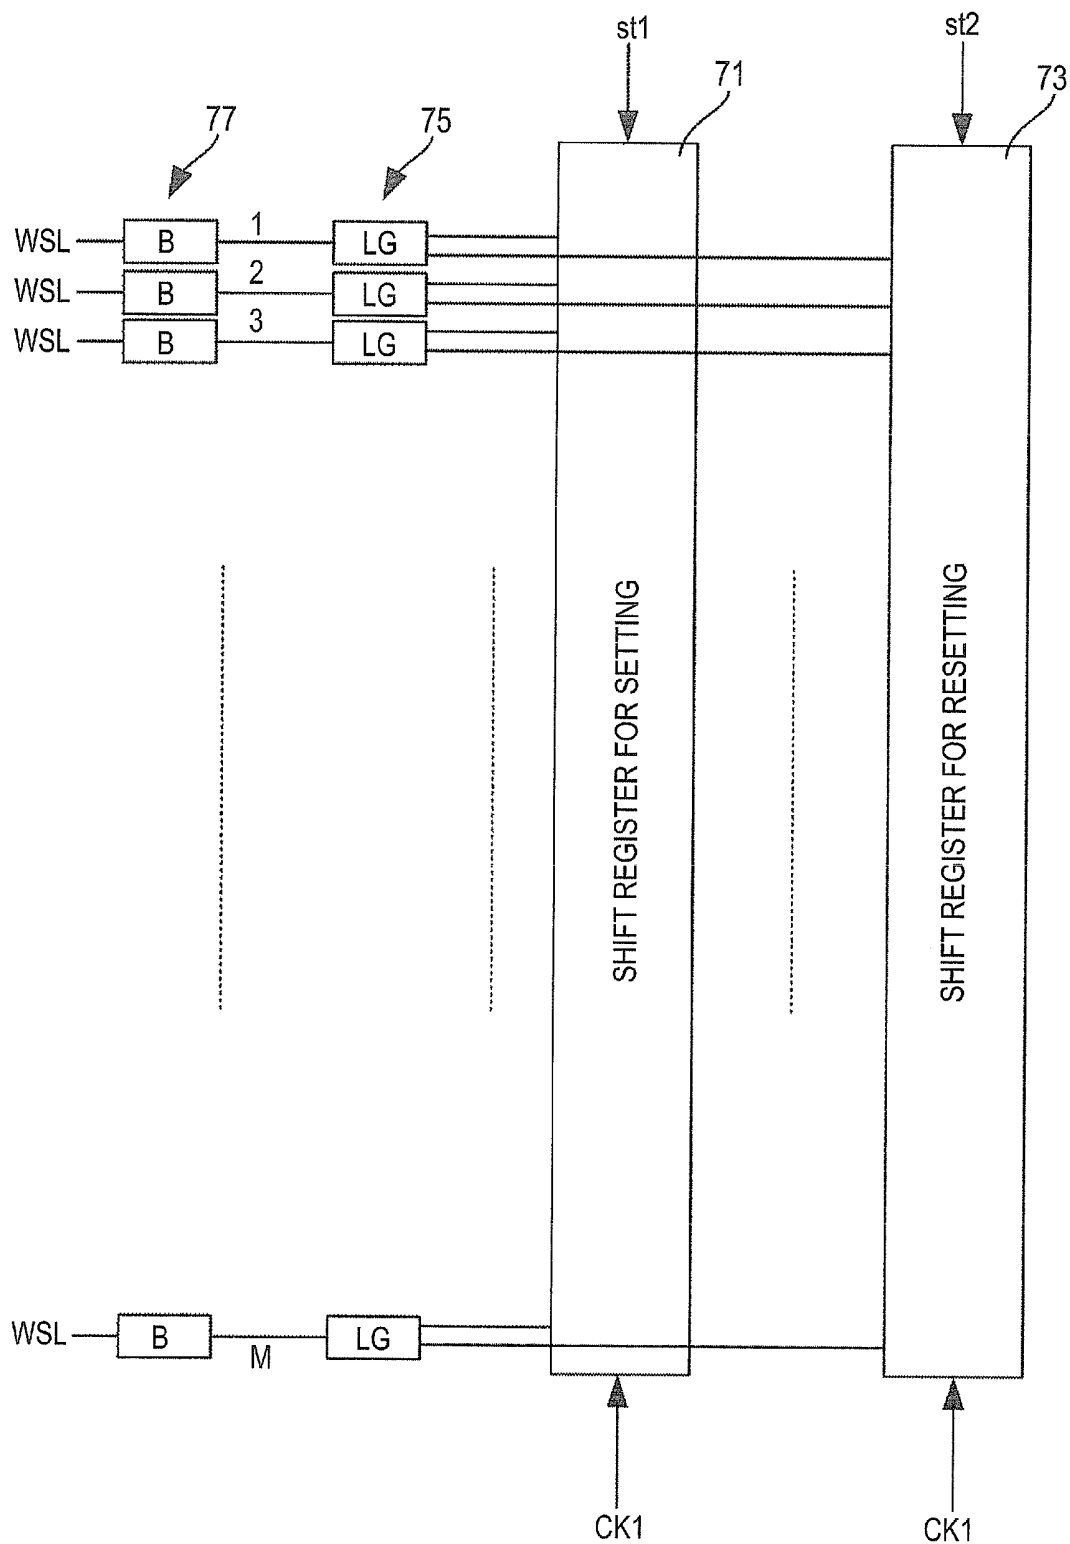 st1
st2
71
73
77
75
WSL B 1 LG
WSL B 2 LG
WSL B 3 LG
SHIFT REGISTER FOR SETTING
SHIFT REGISTER FOR RESETTING
WSL B M LG
CK1
CK1